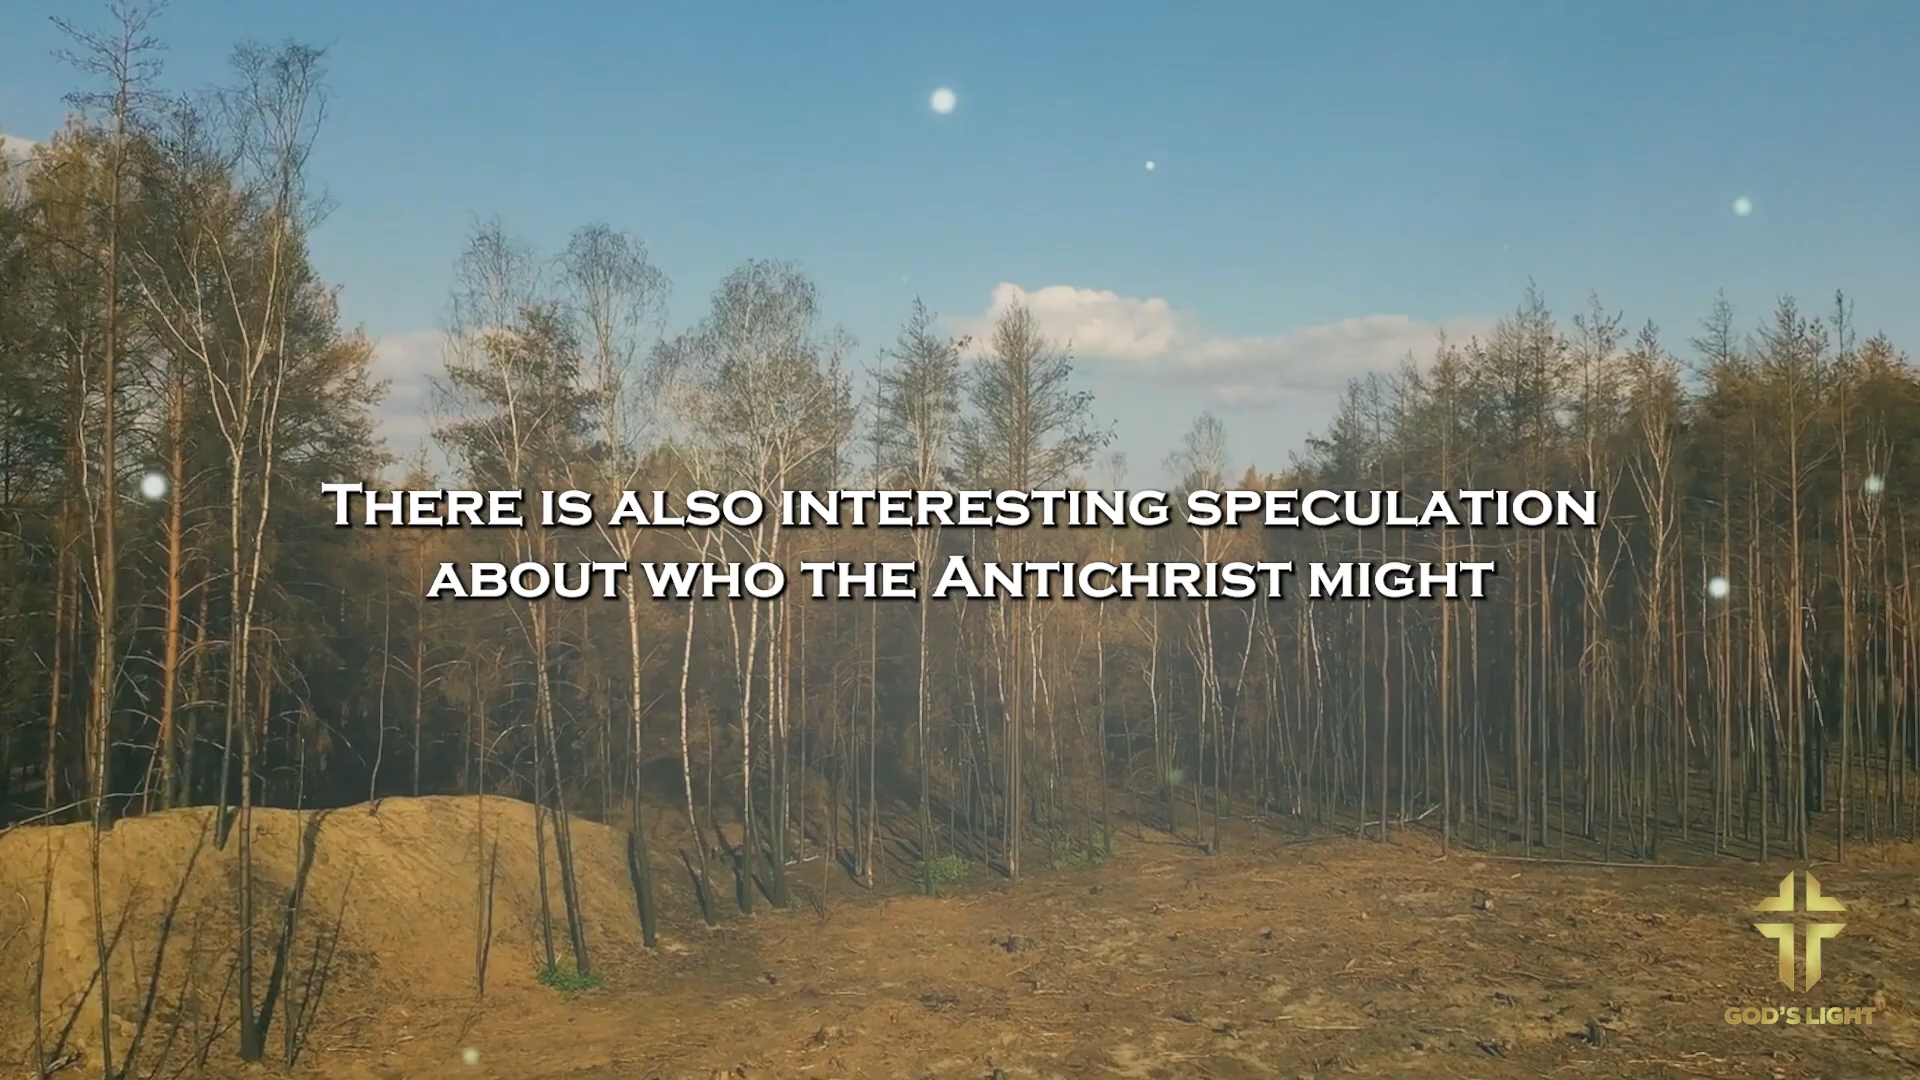 There is also interesting speculation
about who the Antichrist might
GOD'S LIGHT